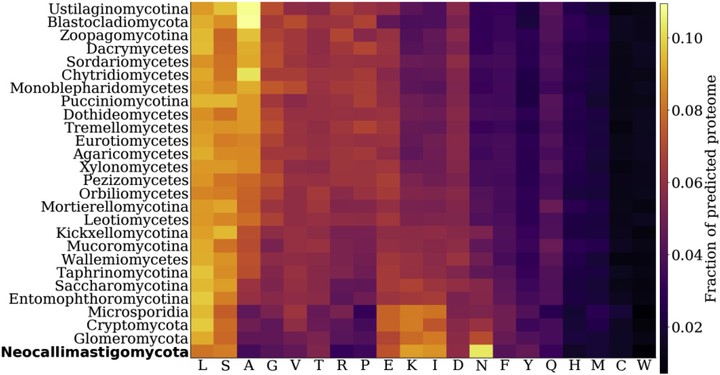 Ustilaginomycotina
Blastocladiomycota
Zoopagomycotina
Dacrymycetes
Sordariomycetes
Chytridiomycetes
Monoblepharidomycetes
Pucciniomycotina
Dothideomycetes
Tremellomycetes
Eurotiomycetes
Agaricomycetes
Xylonomycetes
Pezizomycetes
Orbiliomycetes
Mortierellomycotina
Leotiomycetes
Kickxellomycotina
Mucoromycotina
Wallemiomycetes
Taphrinomycotina
Saccharomycotina
Entomophthoromycotina
Microsporidia
Cryptomycota
Glomeromycota
Neocallimastigomycota
L S A G V T R P E K I D N F Y Q H M C W
0.10
0.08
0.06
0.04
0.02
Fraction of predicted proteome